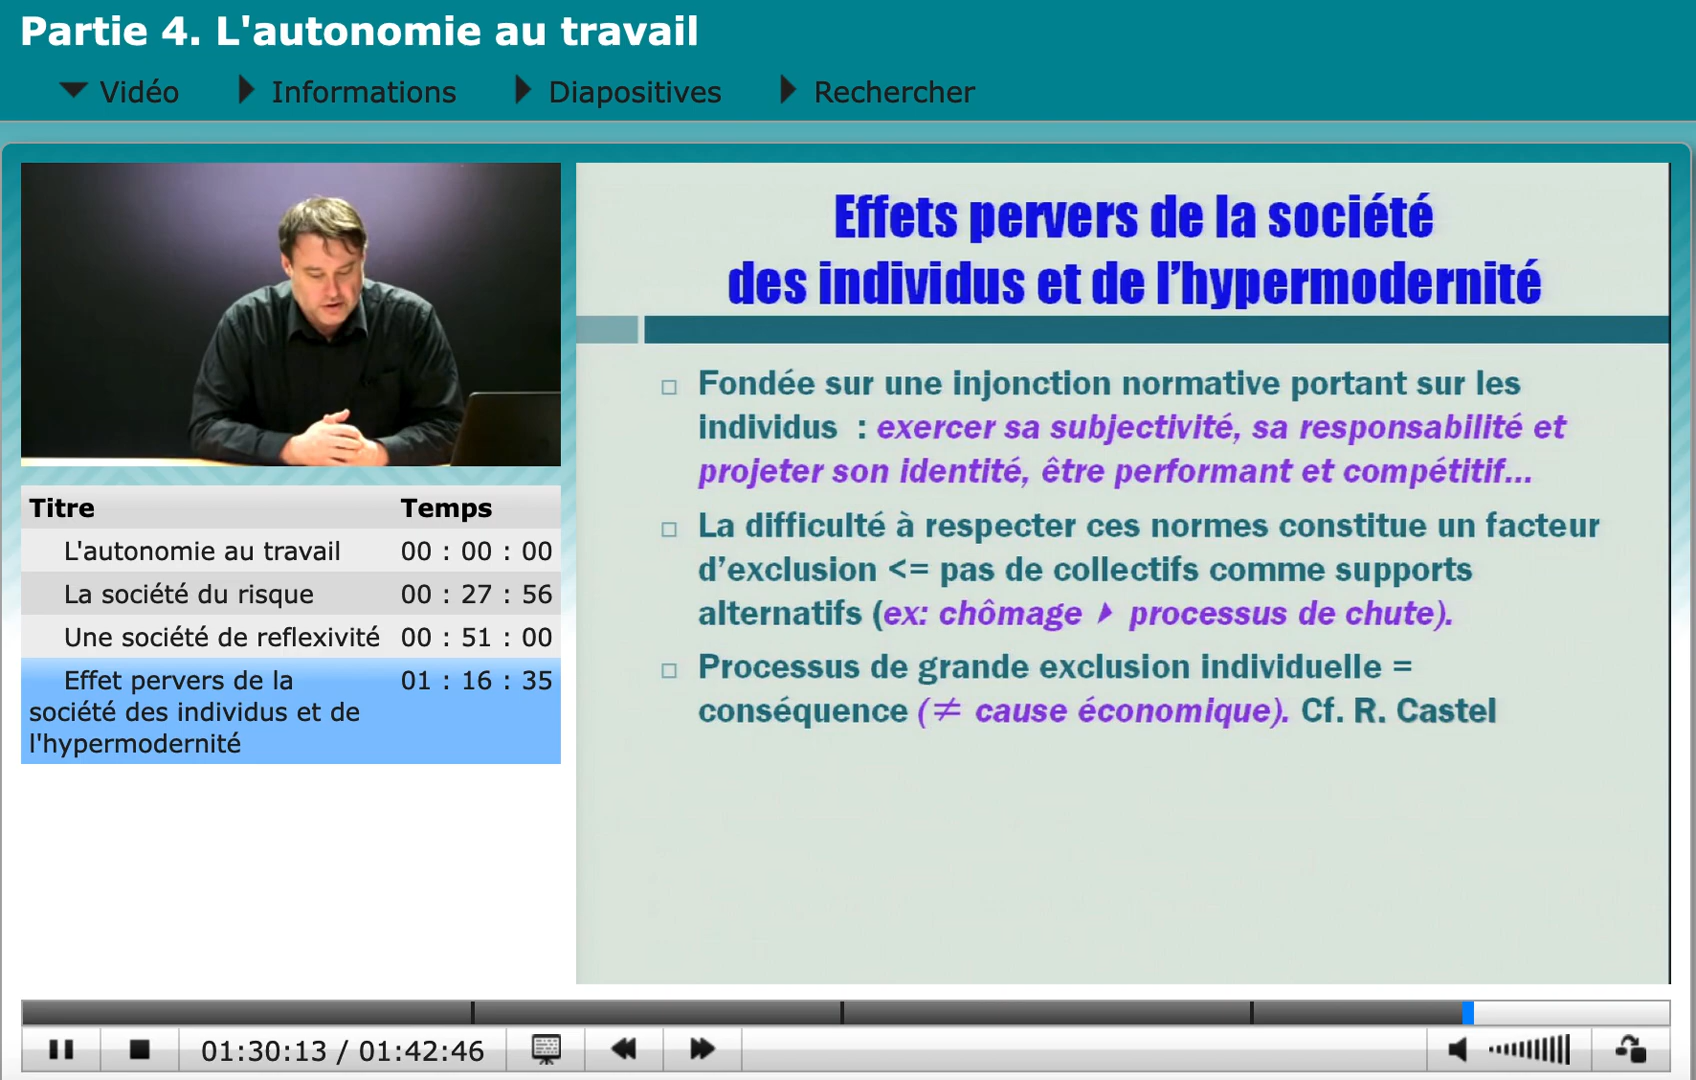 Partie 4. L'autonomie au travail
Vidéo Informations Diapositives Rechercher
Effets pervers de la société
des individus et de l’hypermodernité
Fondée sur une injonction normative portant sur les
individus : exercer sa subjectivité, sa responsabilité et
projeter son identité, être performant et compétitif...
La difficulté à respecter ces normes constitue un facteur
d’exclusion <= pas de collectifs comme supports
alternatifs (ex: chômage ▸ processus de chute).
Processus de grande exclusion individuelle =
conséquence (≠ cause économique). Cf. R. Castel
Titre Temps
L'autonomie au travail 00 : 00 : 00
La société du risque 00 : 27 : 56
Une société de reflexivité 00 : 51 : 00
Effet pervers de la 01 : 16 : 35
société des individus et de
l'hypermodernité
01:30:13 / 01:42:46